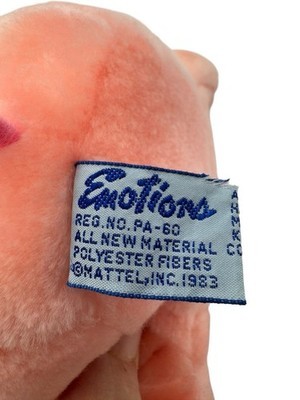 Emotions
REG.NO. PA-60
ALL NEW MATERIAL
POLYESTER FIBERS
©MATTEL, INC. 1983